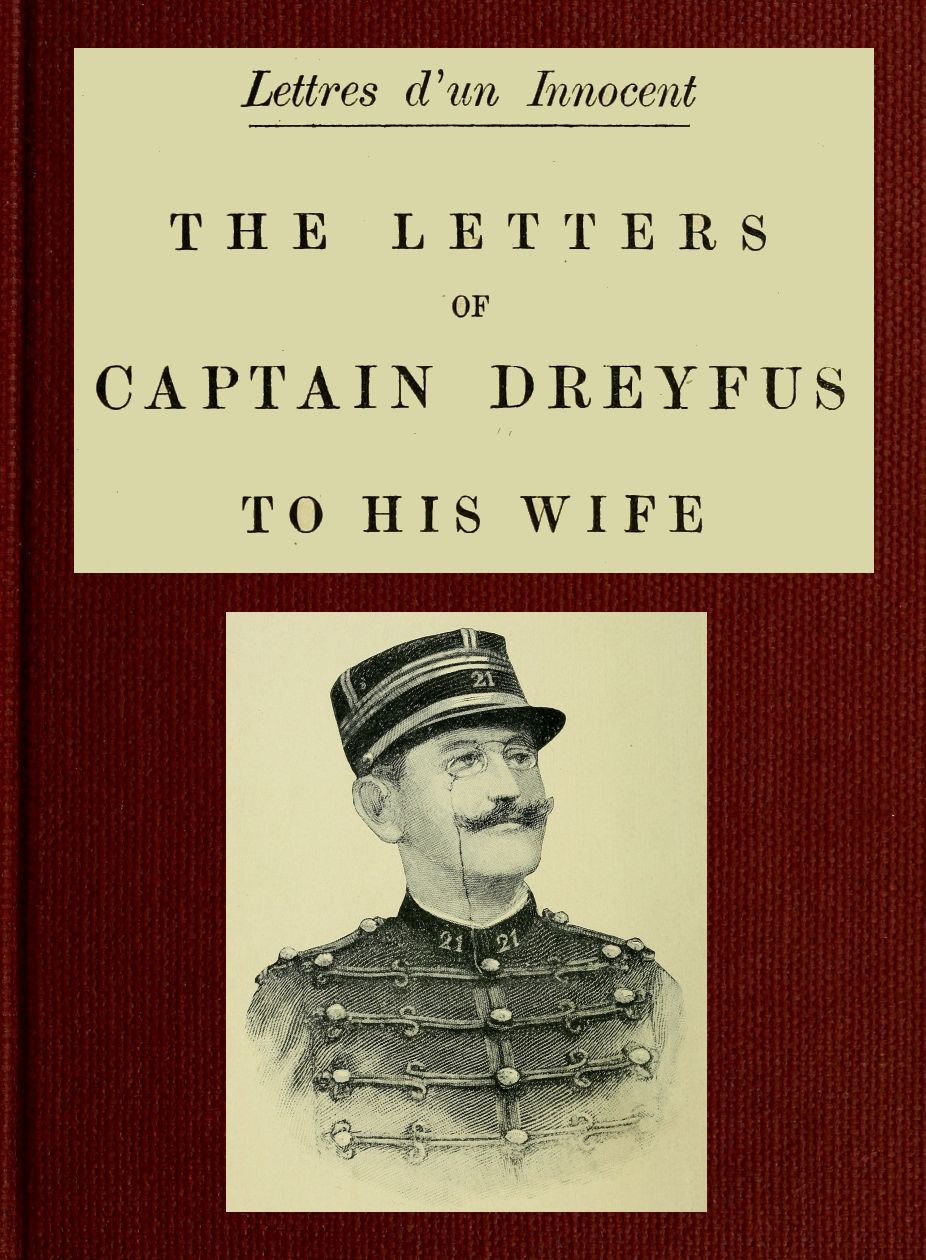 Lettres d'un Innocent
THE LETTERS
OF
CAPTAIN DREYFUS
TO HIS WIFE
21
21 21